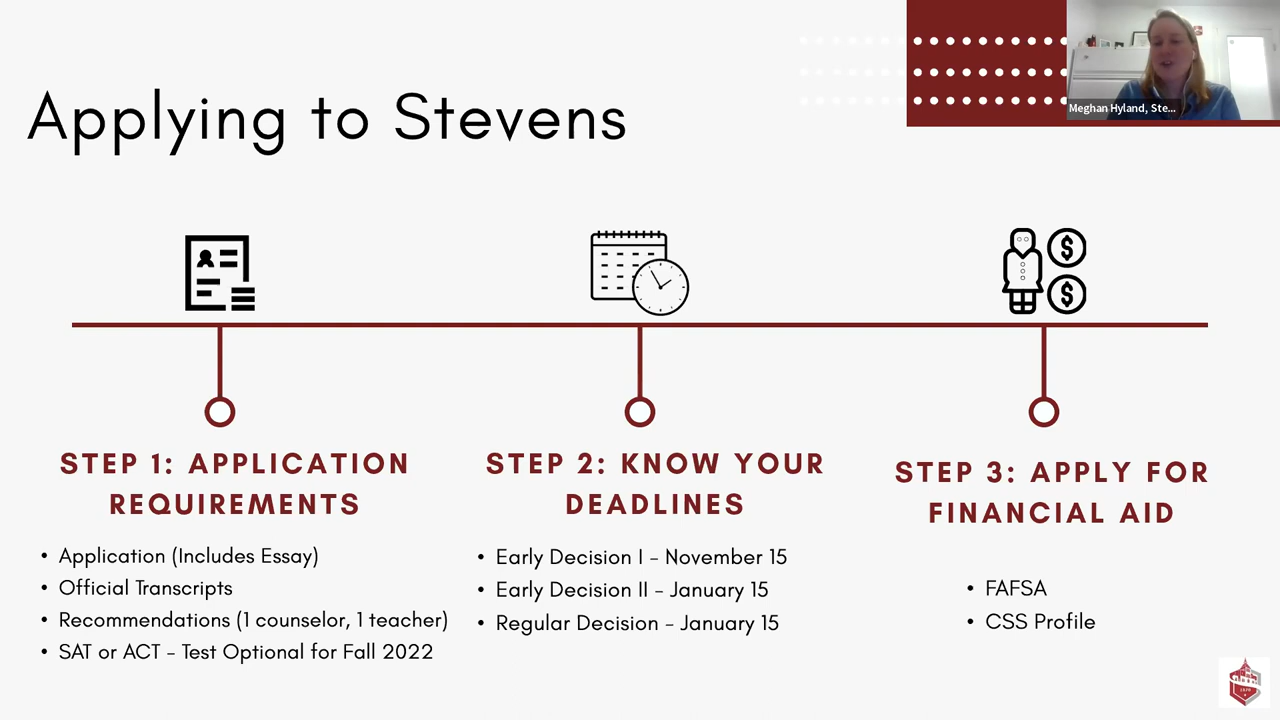 Applying to Stevens
Meghan Hyland, Ste...
$
$
STEP 1: APPLICATION
REQUIREMENTS
• Application (Includes Essay)
• Official Transcripts
• Recommendations (1 counselor, 1 teacher)
• SAT or ACT – Test Optional for Fall 2022
STEP 2: KNOW YOUR
DEADLINES
• Early Decision I – November 15
• Early Decision II – January 15
• Regular Decision – January 15
STEP 3: APPLY FOR
FINANCIAL AID
• FAFSA
• CSS Profile